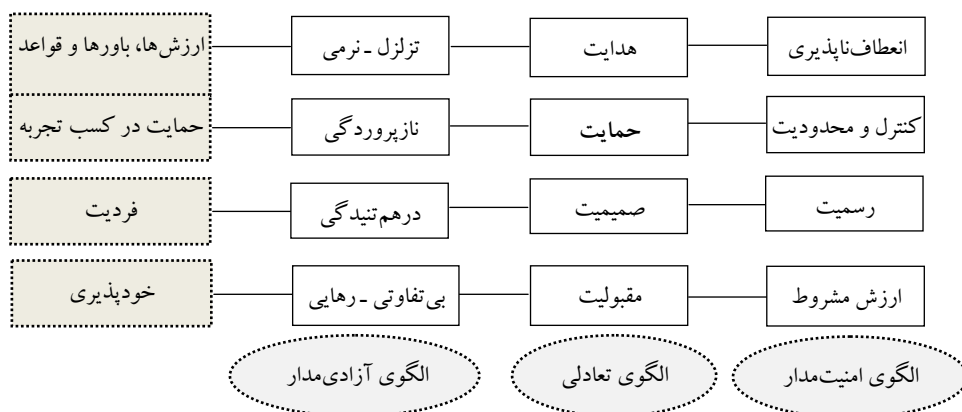 انعطاف‌ناپذیری هدایت تزلزل ـ نرمی ارزش‌ها، باورها و قواعد
کنترل و محدودیت حمایت نازپروردگی حمایت در کسب تجربه
رسمیت صمیمیت درهم‌تنیدگی فردیت
ارزش مشروط مقبولیت بی‌تفاوتی ـ رهایی خودپذیری
الگوی امنیت‌مدار الگوی تعادلی الگوی آزادی‌مدار